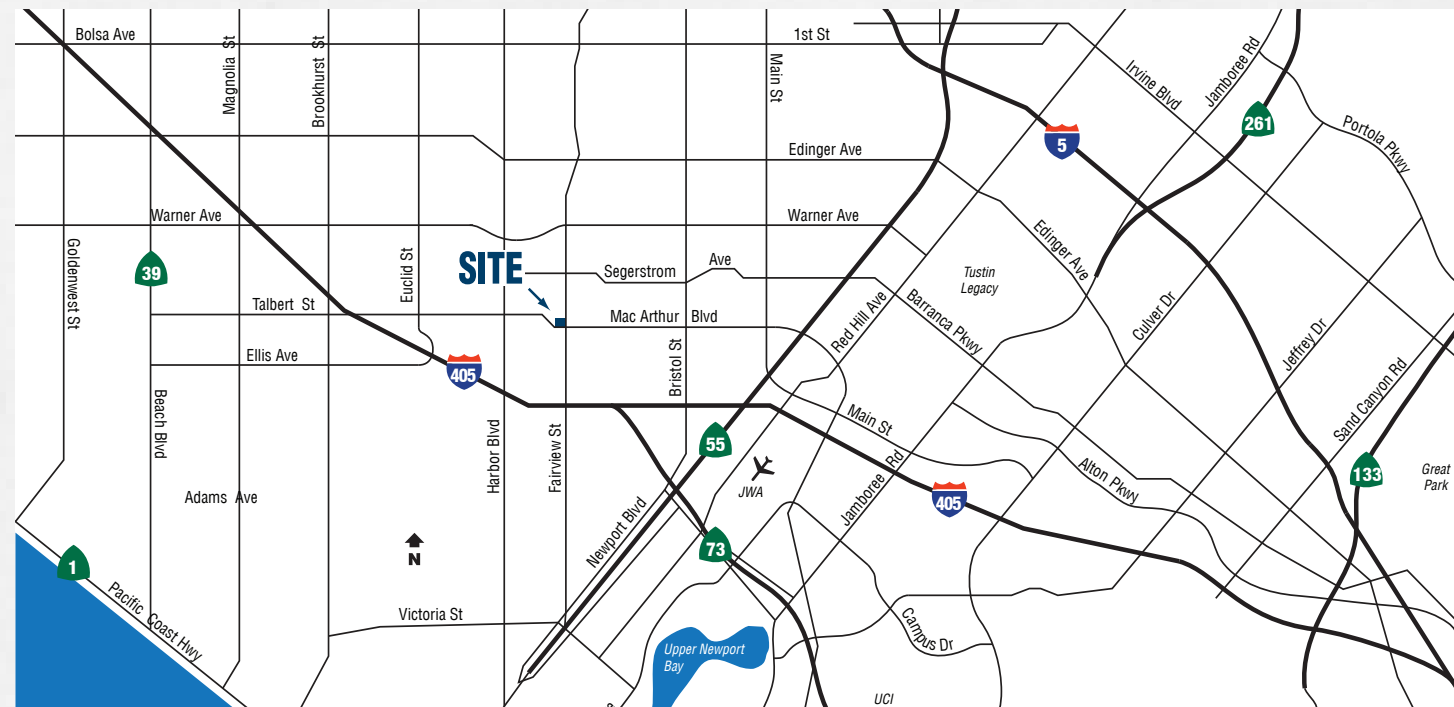 Bolsa Ave
Magnolia St
Brookhurst St
1st St
Main St
Irvine Blvd
Jamboree Rd
261
Portola Pkwy
5
Edinger Ave
Warner Ave
Warner Ave
Goldenwest St
39
Euclid St
SITE
Segerstrom
Ave
Edinger Ave
Tustin
Legacy
Talbert St
Mac Arthur Blvd
Red Hill Ave
Barranca Pkwy
Culver Dr
Jeffrey Dr
Ellis Ave
405
Bristol St
Beach Blvd
Harbor Blvd
Fairview St
Main St
Sand Canyon Rd
55
JWA
Jamboree Rd
405
Alton Pkwy
133
Great
Park
Adams Ave
N
Newport Blvd
73
1
Pacific Coast Hwy
Victoria St
Campus Dr
Upper Newport
Bay
UCI